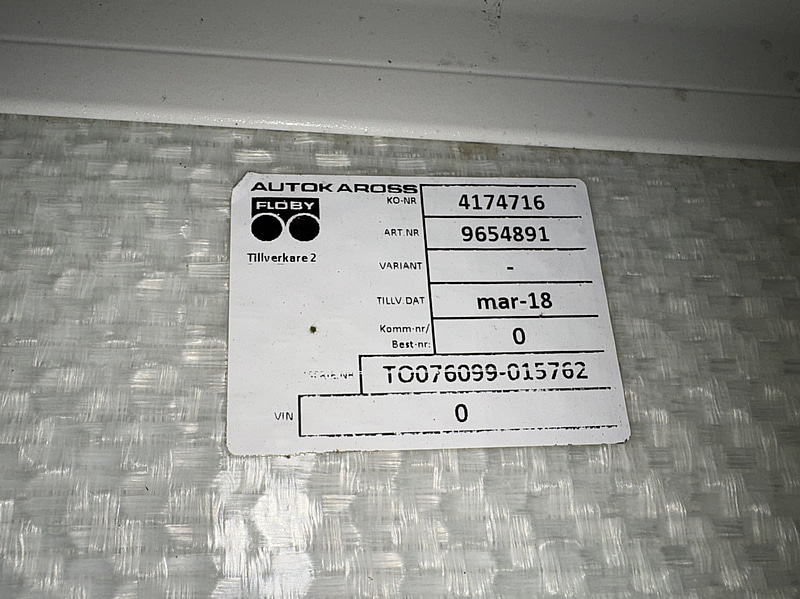 AUTOKAROSS
FLOBY
Tillverkare 2
KO-NR 4174716
ART.NR 9654891
VARIANT -
TILLV.DAT mar-18
Komm-nr/
Best-nr: 0
TO076099-015762
VIN 0